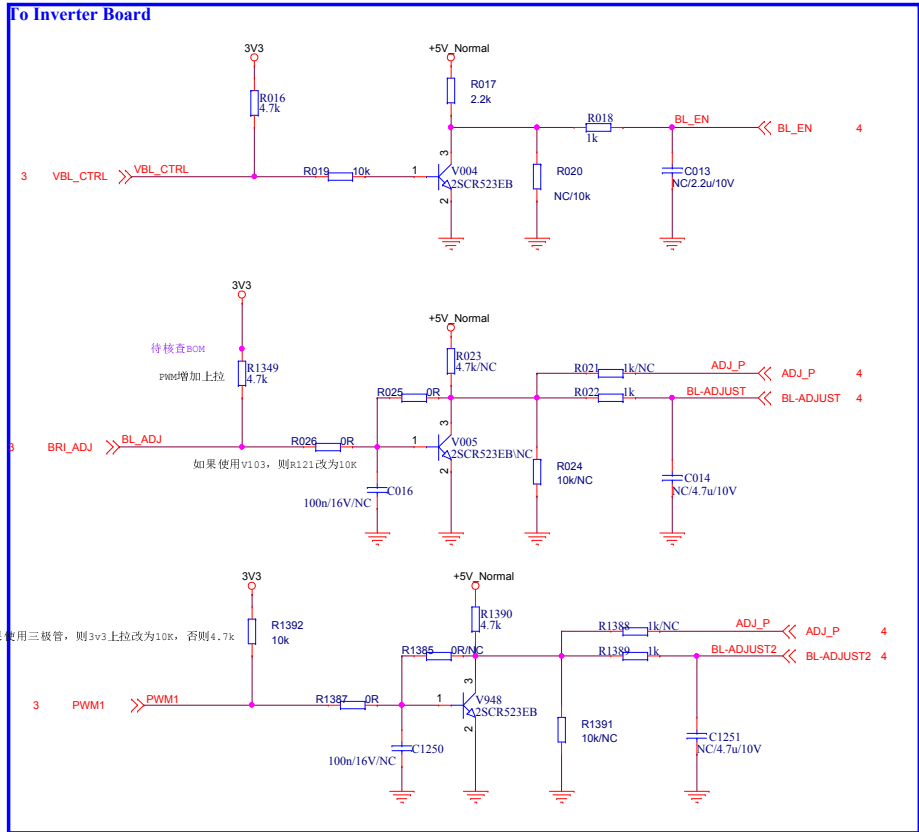 To Inverter Board
3V3
+5V_Normal
R016
4.7k
R017
2.2k
R018
1k
BL_EN
BL_EN
4
3
VBL_CTRL
VBL_CTRL
R019
10k
1
3
2
V004
2SCR523EB
R020
NC/10k
C013
NC/2.2u/10V
3V3
待核查BOM
PWM增加上拉
R1349
4.7k
+5V_Normal
R023
4.7k/NC
R021
1k/NC
ADJ_P
ADJ_P
4
R025
0R
R022
1k
BL-ADJUST
BL-ADJUST
4
3
BRI_ADJ
BL_ADJ
R026
0R
1
3
2
V005
2SCR523EB\NC
如果使用V103，则R121改为10K
C016
100n/16V/NC
R024
10k/NC
C014
NC/4.7u/10V
3V3
+5V_Normal
使用三极管，则3v3上拉改为10K，否则4.7k
R1392
10k
R1390
4.7k
R1388
1k/NC
ADJ_P
ADJ_P
4
R1385
0R/NC
R1389
1k
BL-ADJUST2
BL-ADJUST2
4
3
PWM1
PWM1
R1387
0R
1
3
2
V948
2SCR523EB
C1250
100n/16V/NC
R1391
10k/NC
C1251
NC/4.7u/10V